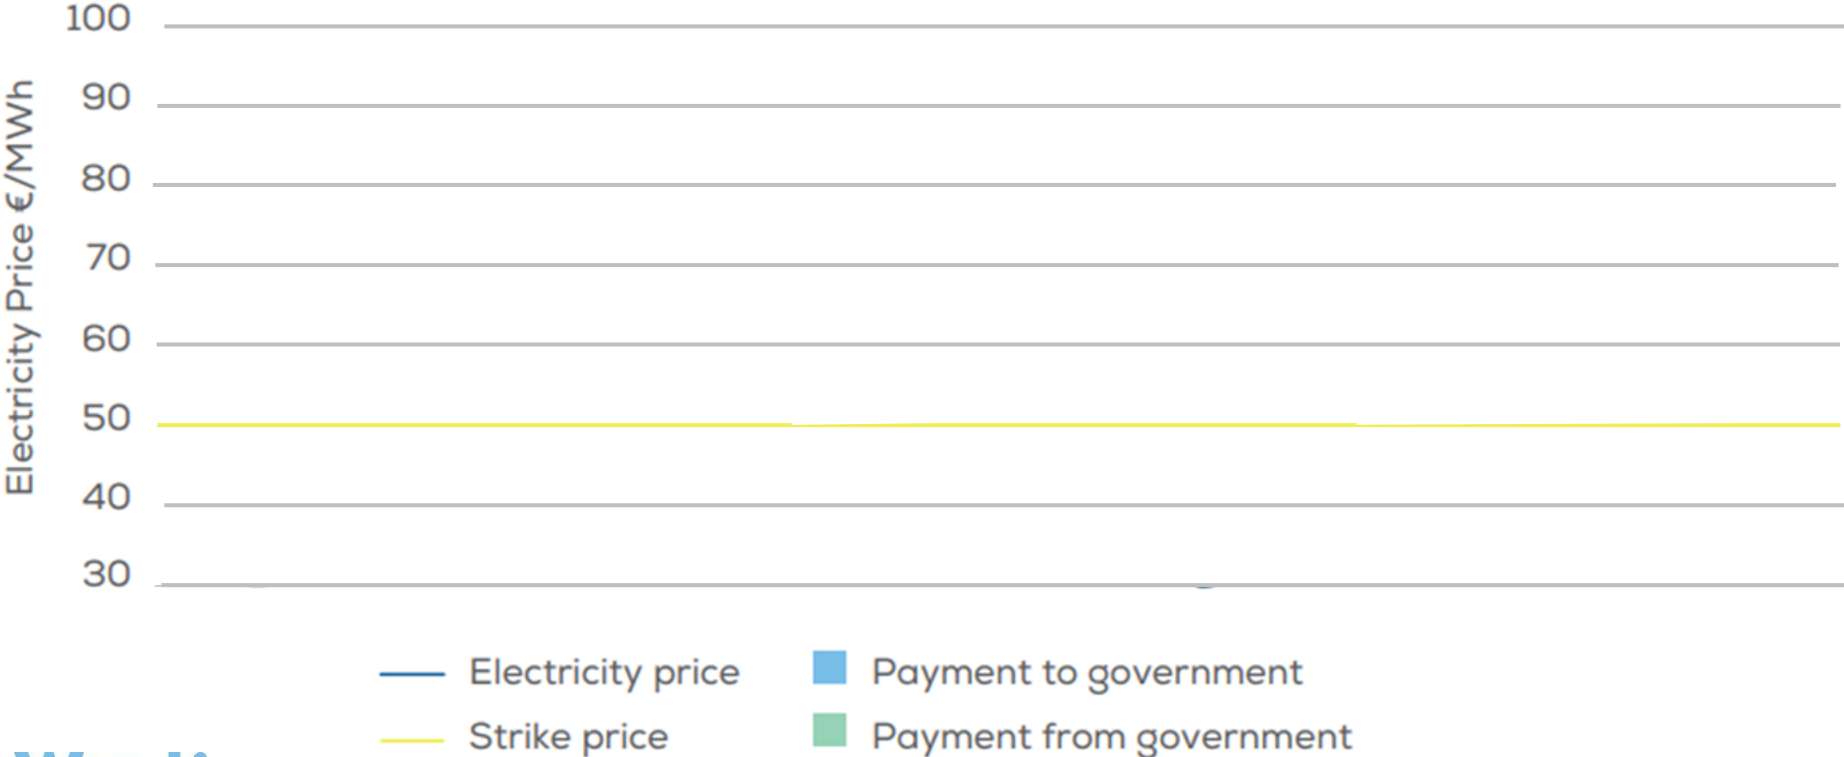 100
90
80
70
60
50
40
30
Electricity Price €/MWh
Electricity price
Payment to government
Strike price
Payment from government